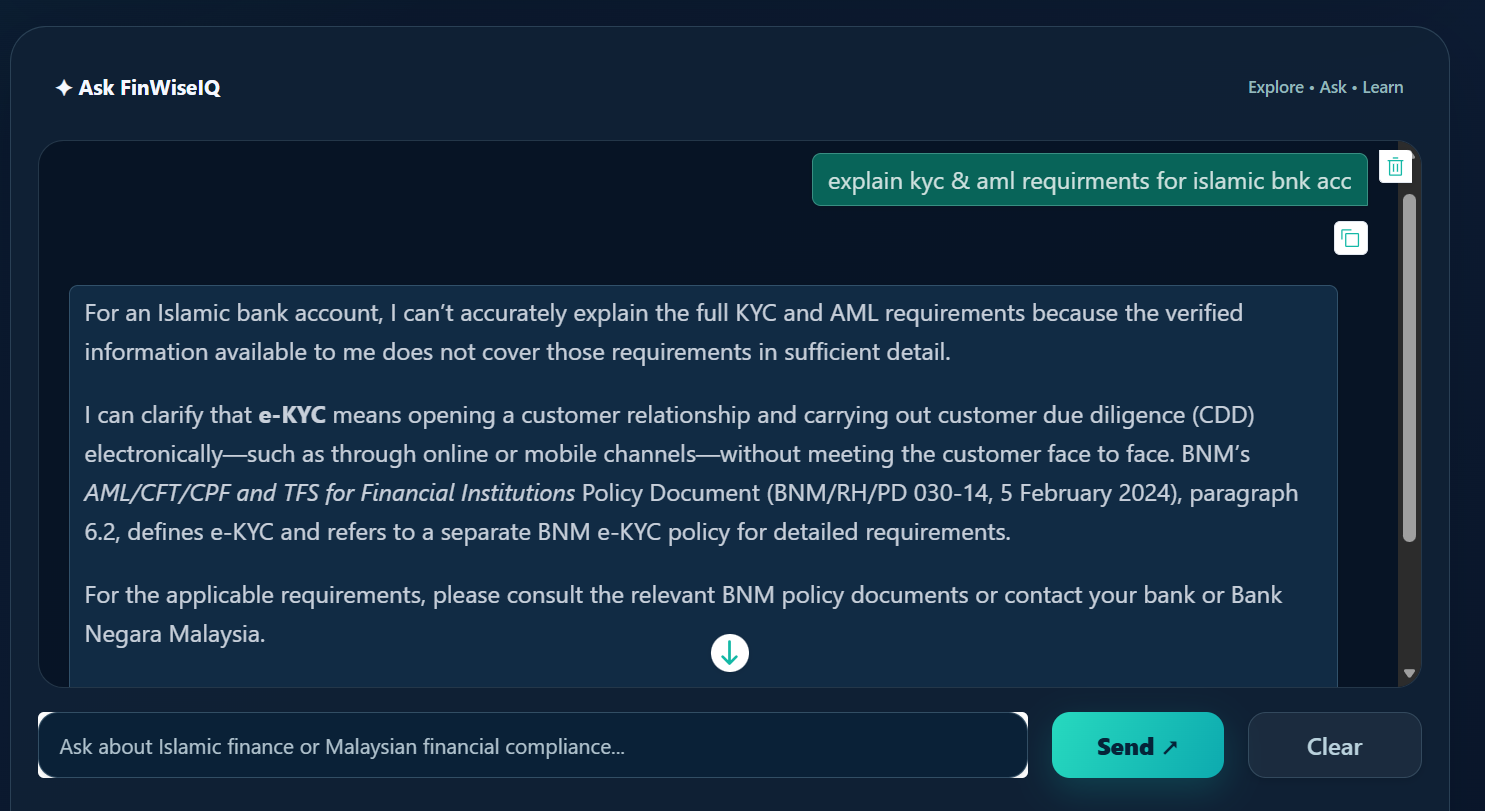 ✦ Ask FinWiseIQ
Explore • Ask • Learn
explain kyc & aml requirments for islamic bnk acc
For an Islamic bank account, I can’t accurately explain the full KYC and AML requirements because the verified
information available to me does not cover those requirements in sufficient detail.
I can clarify that e-KYC means opening a customer relationship and carrying out customer due diligence (CDD)
electronically—such as through online or mobile channels—without meeting the customer face to face. BNM’s
AML/CFT/CPF and TFS for Financial Institutions Policy Document (BNM/RH/PD 030-14, 5 February 2024), paragraph
6.2, defines e-KYC and refers to a separate BNM e-KYC policy for detailed requirements.
For the applicable requirements, please consult the relevant BNM policy documents or contact your bank or Bank
Negara Malaysia.
Ask about Islamic finance or Malaysian financial compliance...
Send ↗
Clear